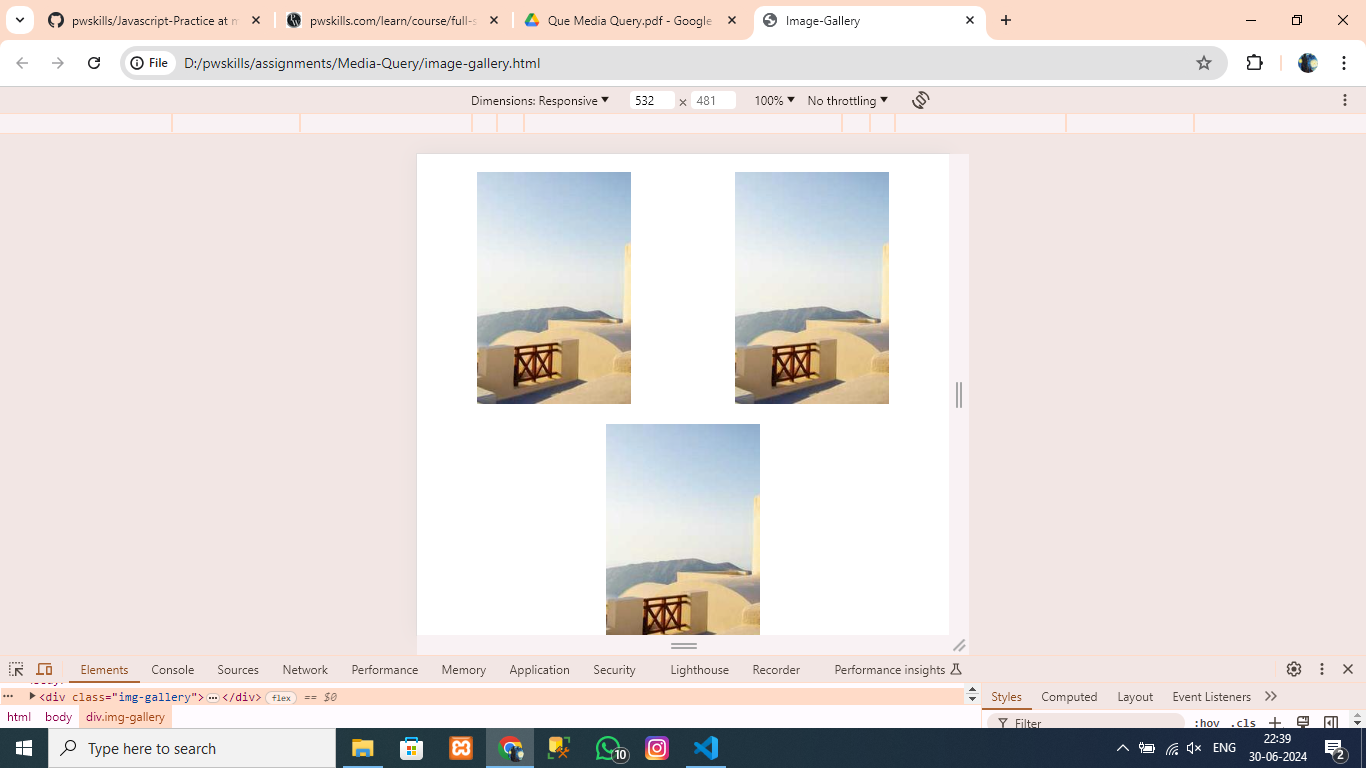 pwskills/Javascript-Practice at m
pwskills.com/learn/course/full-s
Que Media Query.pdf - Google
Image-Gallery
File
D:/pwskills/assignments/Media-Query/image-gallery.html
Dimensions: Responsive
532 × 481
100%
No throttling
Elements Console Sources Network Performance Memory Application Security Lighthouse Recorder Performance insights
<div class="img-gallery"> </div> flex == $0
Styles Computed Layout Event Listeners
html body div.img-gallery
Filter
:hov .cls
Type here to search
10
ENG
22:39
30-06-2024
2